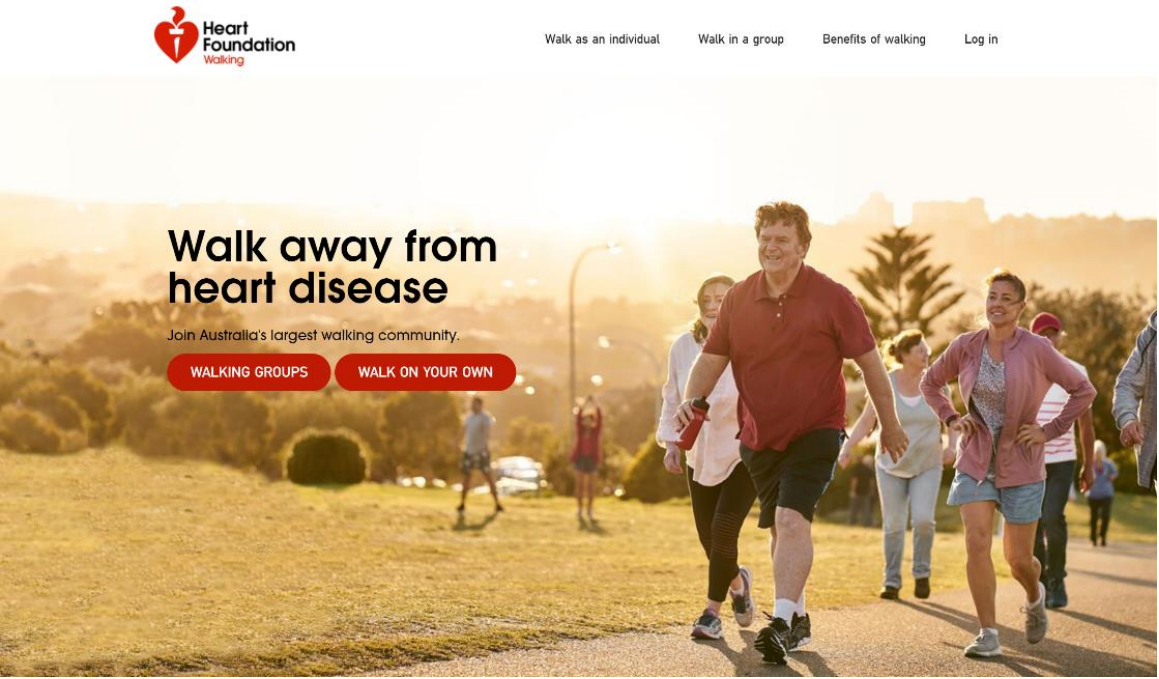 Heart
Foundation
Walking
Walk as an individual
Walk in a group
Benefits of walking
Log in
Walk away from
heart disease
Join Australia's largest walking community.
WALKING GROUPS
WALK ON YOUR OWN